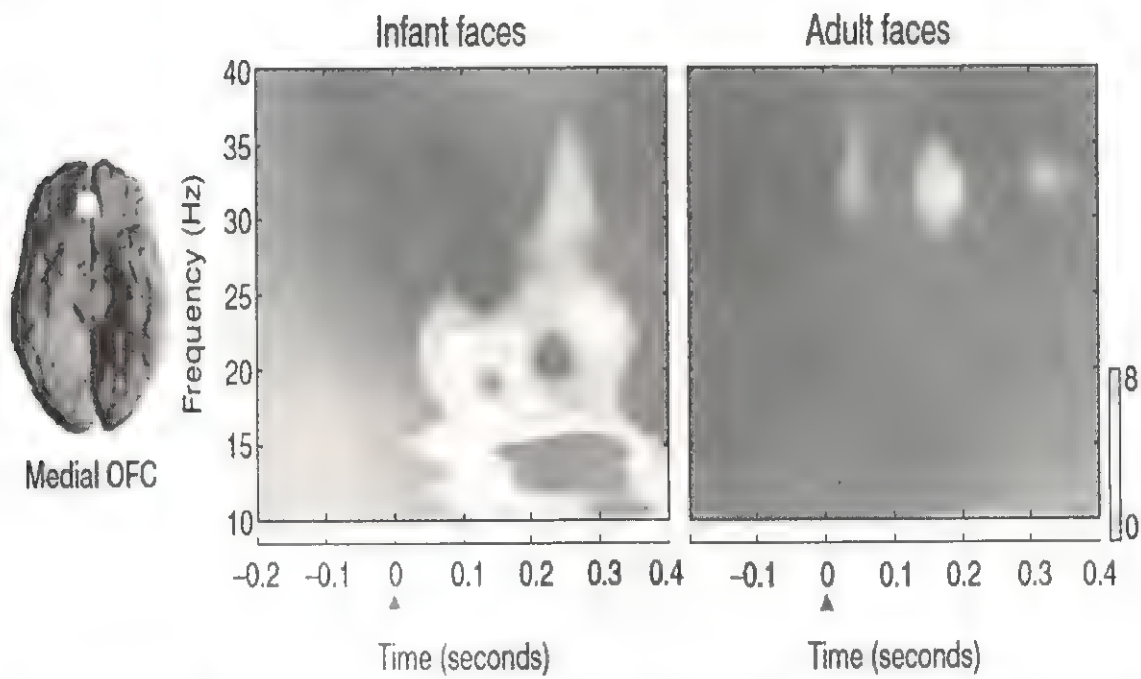 Infant faces
Adult faces
Frequency (Hz)
40
35
30
25
20
15
10
Medial OFC
8
0
–0.2 –0.1 0 0.1 0.2 0.3 0.4
–0.1 0 0.1 0.2 0.3 0.4
Time (seconds)
Time (seconds)